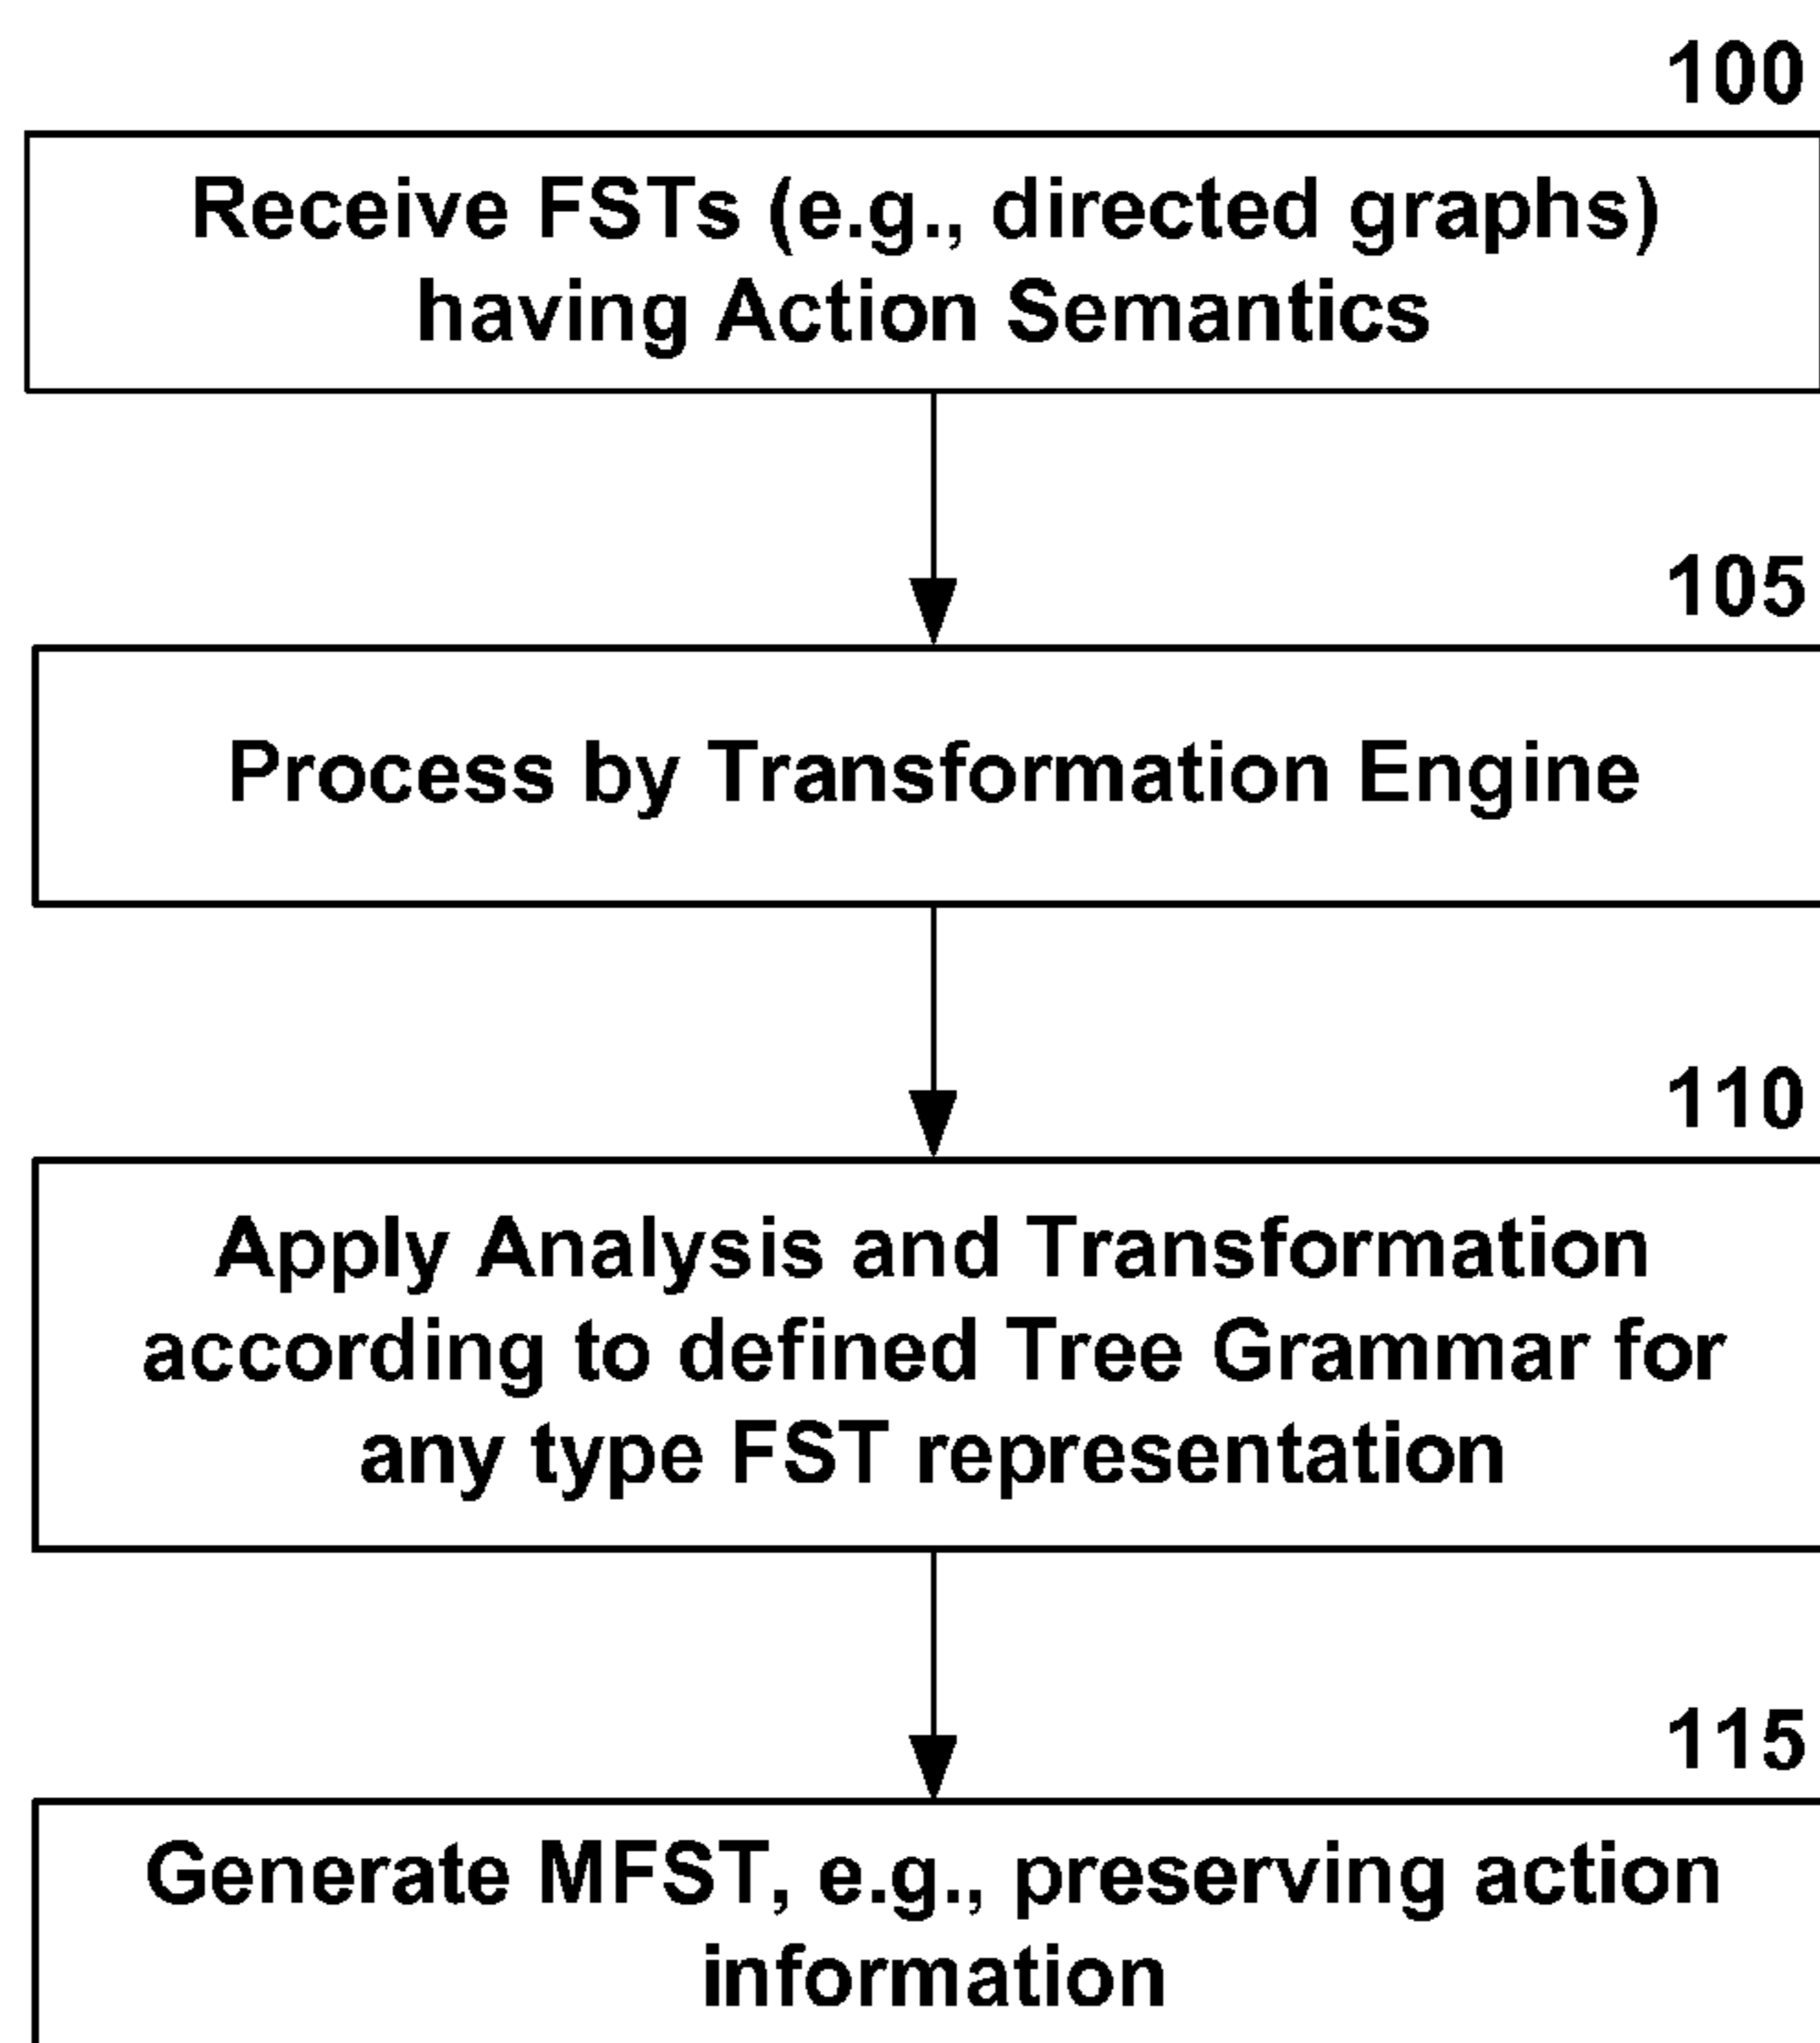 100
Receive FSTs (e.g., directed graphs)
having Action Semantics
105
Process by Transformation Engine
110
Apply Analysis and Transformation
according to defined Tree Grammar for
any type FST representation
115
Generate MFST, e.g., preserving action
information